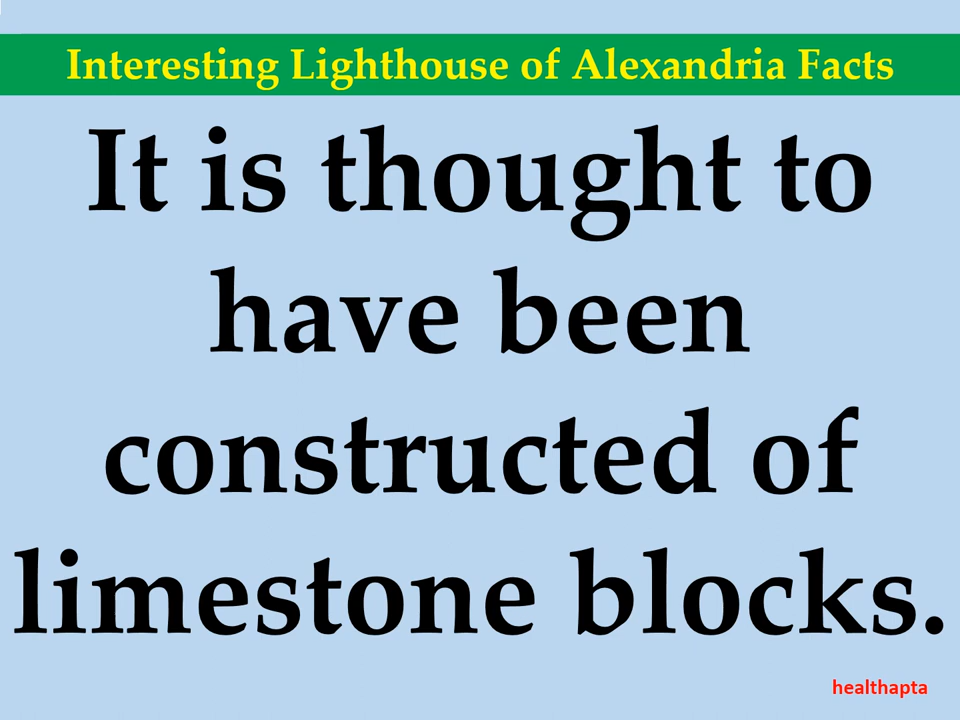 Interesting Lighthouse of Alexandria Facts
It is thought to
have been
constructed of
limestone blocks.
healthapta